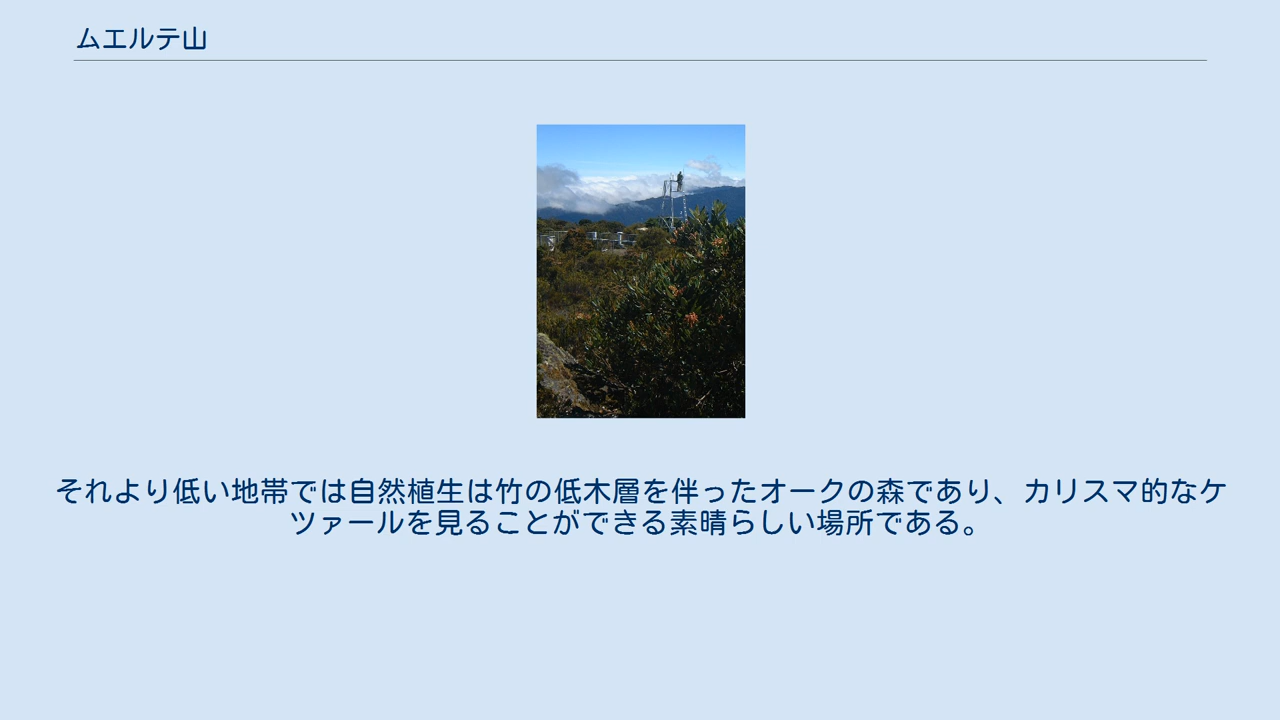 ムエルテ山
それより低い地帯では自然植生は竹の低木層を伴ったオークの森であり、カリスマ的なケ
ツァールを見ることができる素晴らしい場所である。